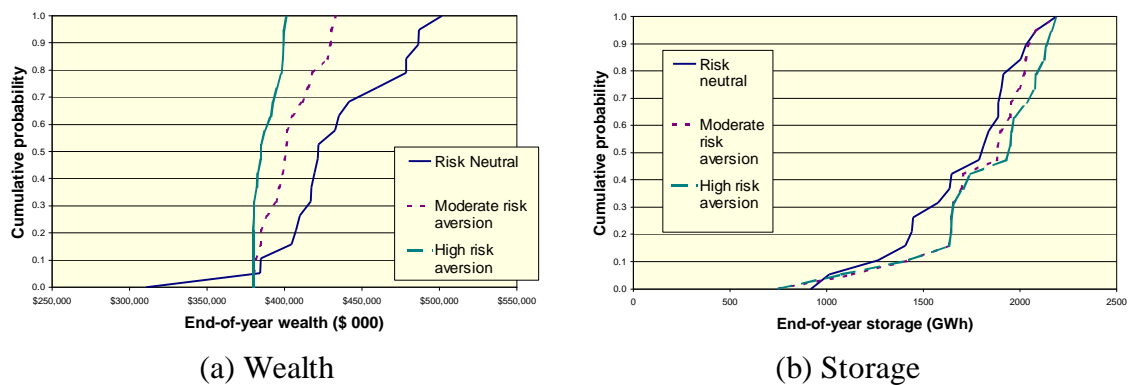 1.0
0.9
0.8
0.7
0.6
0.5
0.4
0.3
0.2
0.1
0.0
Cumulative probability
$250,000 $300,000 $350,000 $400,000 $450,000 $500,000 $550,000
End-of-year wealth ($ 000)
Risk Neutral
Moderate risk
aversion
High risk
aversion
(a) Wealth
1.0
0.9
0.8
0.7
0.6
0.5
0.4
0.3
0.2
0.1
0.0
Cumulative probability
0 500 1000 1500 2000 2500
End-of-year storage (GWh)
Risk
neutral
Moderate
risk
aversion
High risk
aversion
(b) Storage